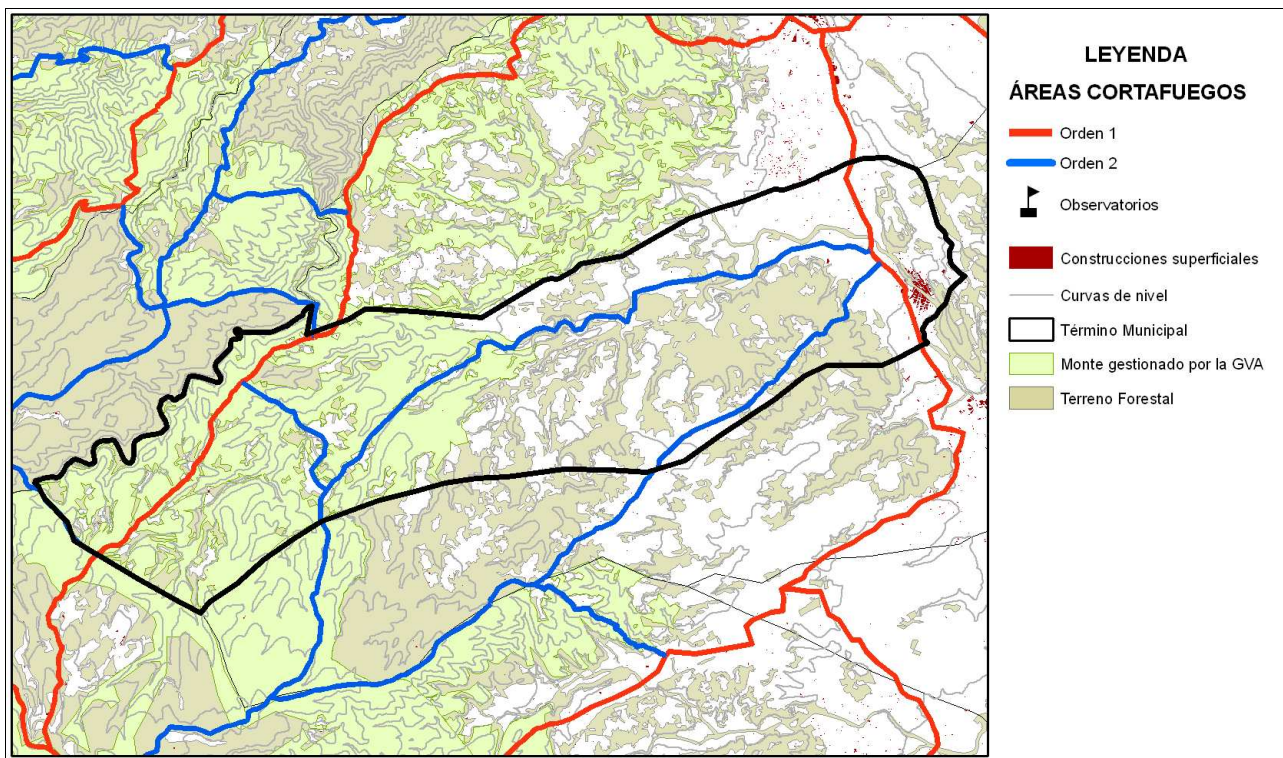 LEYENDA
ÁREAS CORTAFUEGOS
Orden 1
Orden 2
Observatorios
Construcciones superficiales
Curvas de nivel
Término Municipal
Monte gestionado por la GVA
Terreno Forestal